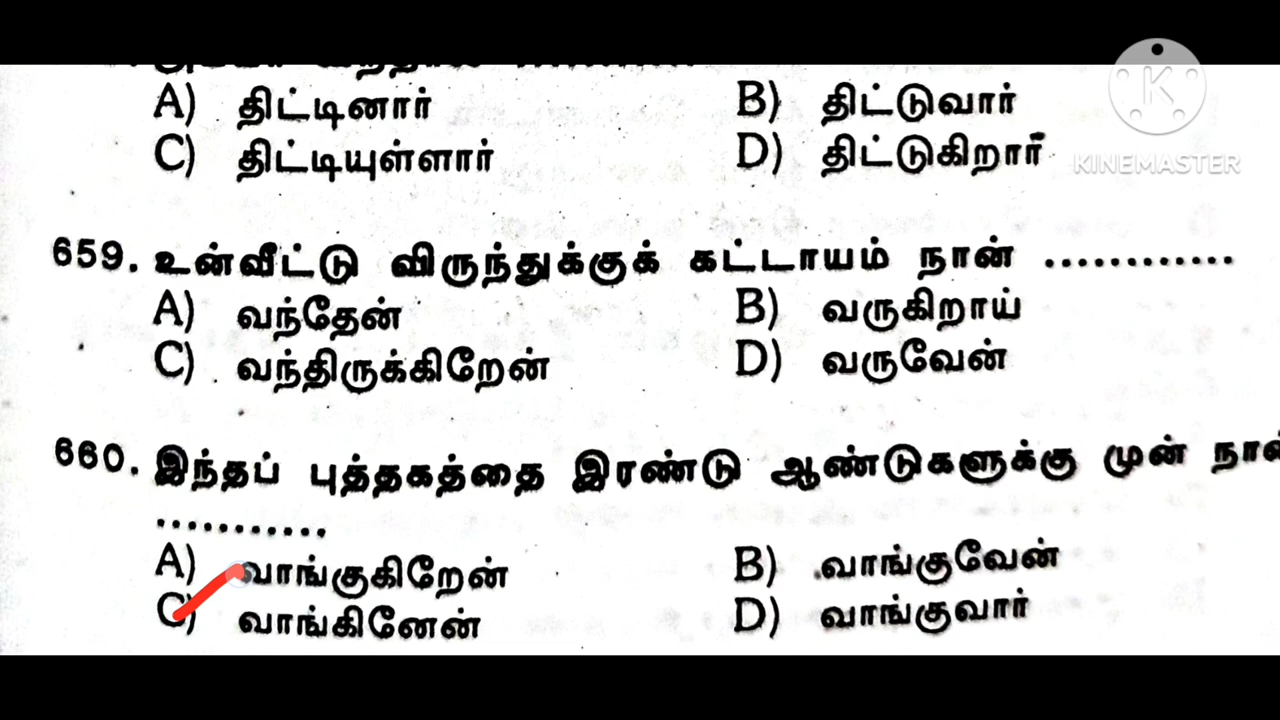 A) திட்டினார் B) திட்டுவார்
C) திட்டியுள்ளார் D) திட்டுகிறார்
KINEMASTER
659. உன்வீட்டு விருந்துக்குக் கட்டாயம் நான் ............
A) வந்தேன் B) வருகிறாய்
C) வந்திருக்கிறேன் D) வருவேன்
660. இந்தப் புத்தகத்தை இரண்டு ஆண்டுகளுக்கு முன் நான்
...........
A) வாங்குகிறேன் B) வாங்குவேன்
C) வாங்கினேன் D) வாங்குவார்